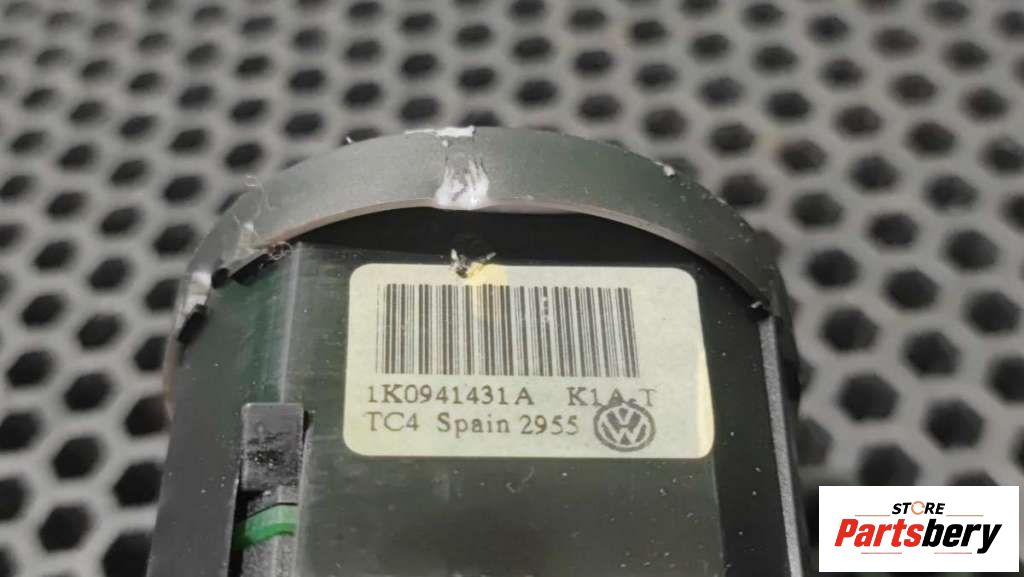 1K0941431A K1A-T
TC4 Spain 2955
STORE
Partsbery